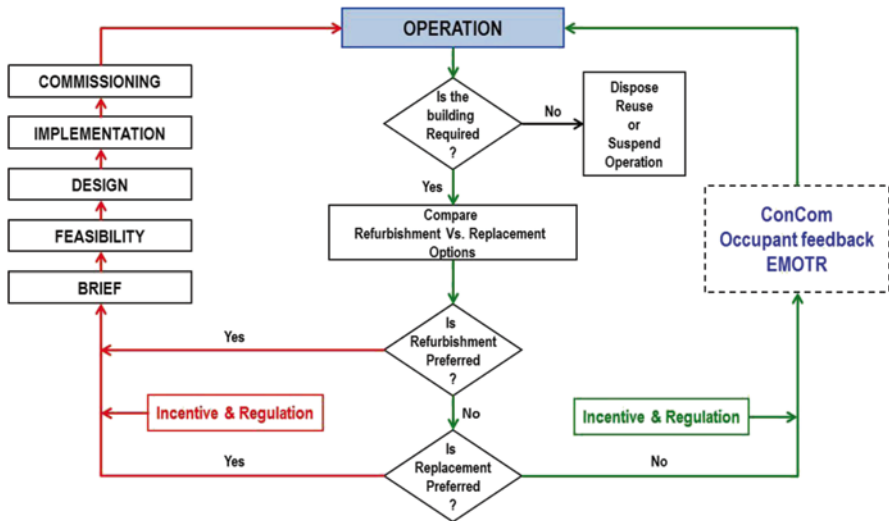 OPERATION
COMMISSIONING
IMPLEMENTATION
DESIGN
FEASIBILITY
BRIEF
Is the
building
Required
?
No
Dispose
Reuse
or
Suspend
Operation
Yes
Compare
Refurbishment Vs. Replacement
Options
ConCom
Occupant feedback
EMOTR
Is
Refurbishment
Preferred
?
Yes
No
Incentive & Regulation
Incentive & Regulation
Is
Replacement
Preferred
?
Yes
No